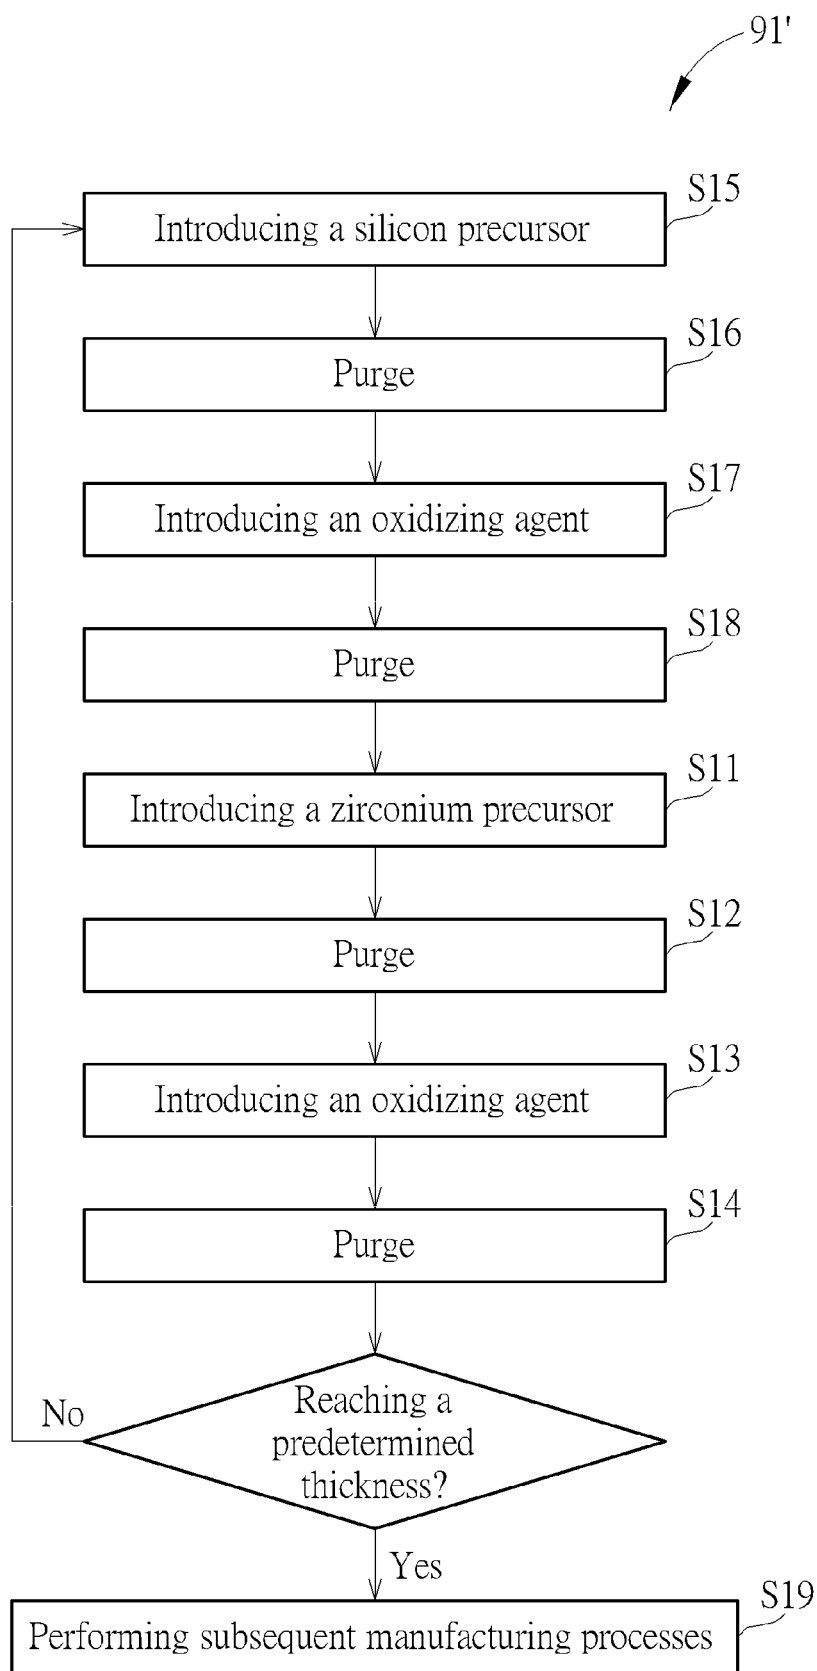 91'
S15
Introducing a silicon precursor
S16
Purge
S17
Introducing an oxidizing agent
S18
Purge
S11
Introducing a zirconium precursor
S12
Purge
S13
Introducing an oxidizing agent
S14
Purge
Reaching a
predetermined
thickness?
No
Yes
S19
Performing subsequent manufacturing processes